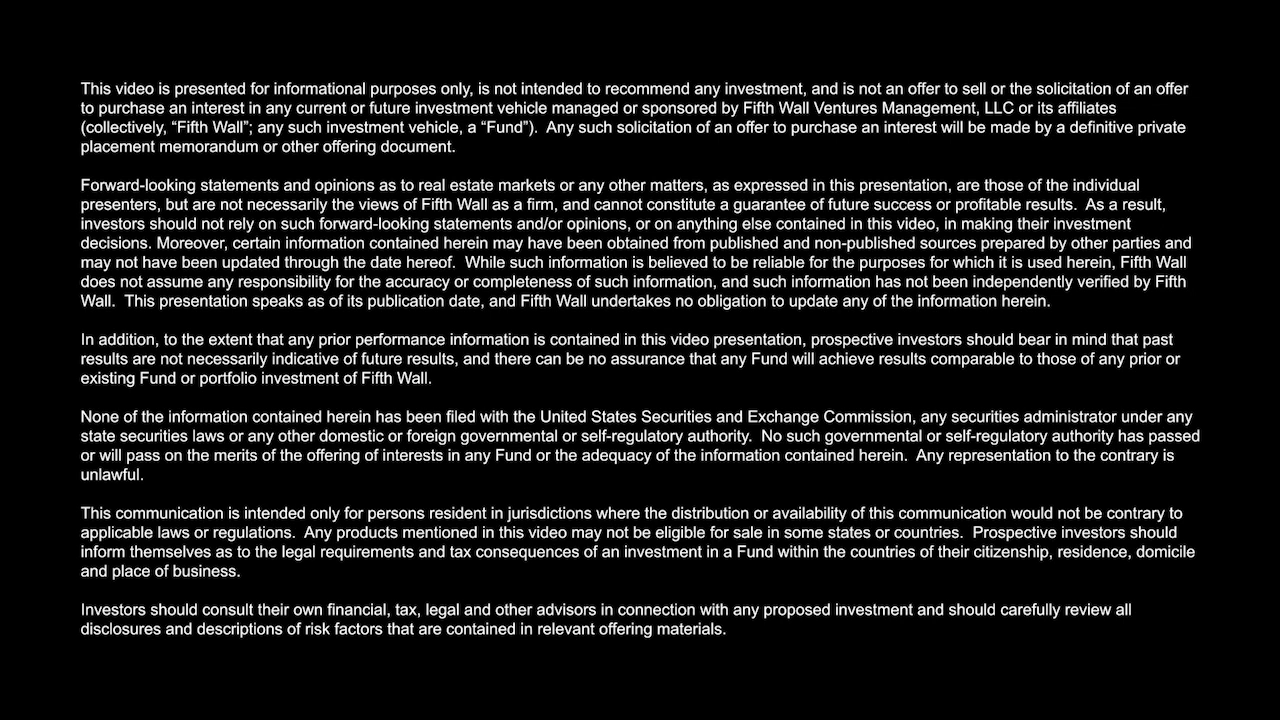 This video is presented for informational purposes only, is not intended to recommend any investment, and is not an offer to sell or the solicitation of an offer
to purchase an interest in any current or future investment vehicle managed or sponsored by Fifth Wall Ventures Management, LLC or its affiliates
(collectively, “Fifth Wall”; any such investment vehicle, a “Fund”).  Any such solicitation of an offer to purchase an interest will be made by a definitive private
placement memorandum or other offering document.
Forward-looking statements and opinions as to real estate markets or any other matters, as expressed in this presentation, are those of the individual
presenters, but are not necessarily the views of Fifth Wall as a firm, and cannot constitute a guarantee of future success or profitable results.  As a result,
investors should not rely on such forward-looking statements and/or opinions, or on anything else contained in this video, in making their investment
decisions. Moreover, certain information contained herein may have been obtained from published and non-published sources prepared by other parties and
may not have been updated through the date hereof.  While such information is believed to be reliable for the purposes for which it is used herein, Fifth Wall
does not assume any responsibility for the accuracy or completeness of such information, and such information has not been independently verified by Fifth
Wall.  This presentation speaks as of its publication date, and Fifth Wall undertakes no obligation to update any of the information herein.
In addition, to the extent that any prior performance information is contained in this video presentation, prospective investors should bear in mind that past
results are not necessarily indicative of future results, and there can be no assurance that any Fund will achieve results comparable to those of any prior or
existing Fund or portfolio investment of Fifth Wall.
None of the information contained herein has been filed with the United States Securities and Exchange Commission, any securities administrator under any
state securities laws or any other domestic or foreign governmental or self-regulatory authority.  No such governmental or self-regulatory authority has passed
or will pass on the merits of the offering of interests in any Fund or the adequacy of the information contained herein.  Any representation to the contrary is
unlawful.
This communication is intended only for persons resident in jurisdictions where the distribution or availability of this communication would not be contrary to
applicable laws or regulations.  Any products mentioned in this video may not be eligible for sale in some states or countries.  Prospective investors should
inform themselves as to the legal requirements and tax consequences of an investment in a Fund within the countries of their citizenship, residence, domicile
and place of business.
Investors should consult their own financial, tax, legal and other advisors in connection with any proposed investment and should carefully review all
disclosures and descriptions of risk factors that are contained in relevant offering materials.